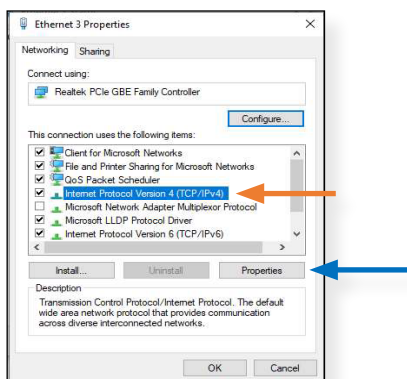 Ethernet 3 Properties
Networking Sharing
Connect using:
Realtek PCIe GBE Family Controller
Configure...
This connection uses the following items:
Client for Microsoft Networks
File and Printer Sharing for Microsoft Networks
QoS Packet Scheduler
Internet Protocol Version 4 (TCP/IPv4)
Microsoft Network Adapter Multiplexor Protocol
Microsoft LLDP Protocol Driver
Internet Protocol Version 6 (TCP/IPv6)
Install... Uninstall Properties
Description
Transmission Control Protocol/Internet Protocol. The default
wide area network protocol that provides communication
across diverse interconnected networks.
OK Cancel